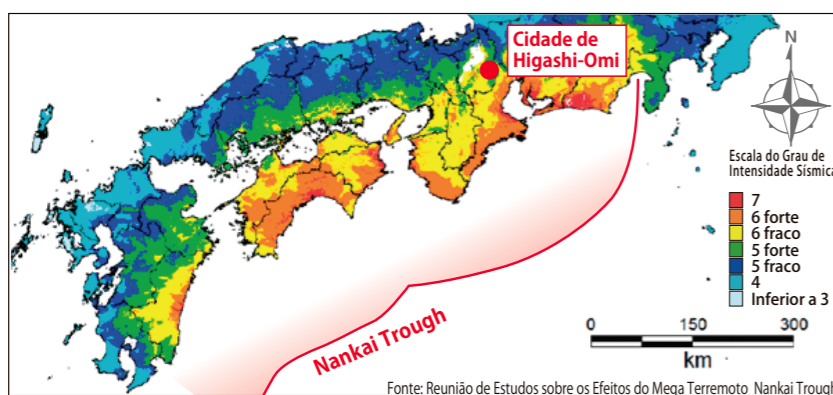 Cidade de
Higashi-Omi
N
Escala do Grau de
Intensidade Sísmica
7
6 forte
6 fraco
5 forte
5 fraco
4
Inferior a 3
Nankai Trough
0 150 300
km
Fonte: Reunião de Estudos sobre os Efeitos do Mega Terremoto Nankai Trough